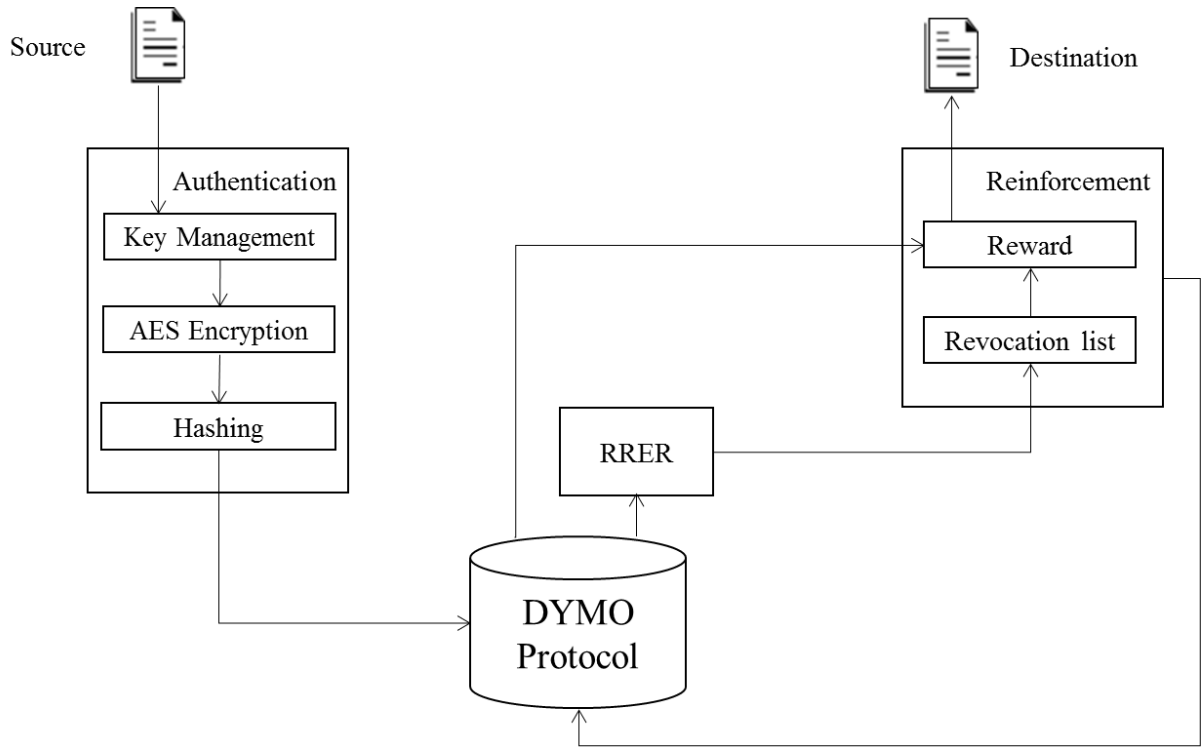 Source
Destination
Authentication
Key Management
AES Encryption
Hashing
Reinforcement
Reward
Revocation list
RRER
DYMO
Protocol